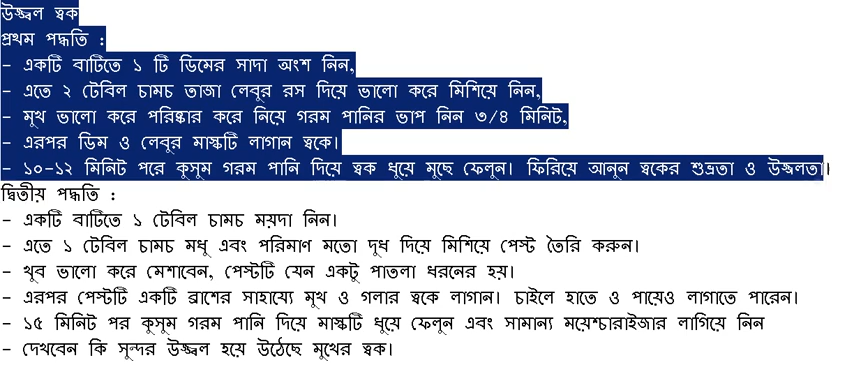 উজ্জ্বল ত্বক
প্রথম পদ্ধতি :
- একটি বাটিতে ১ টি ডিমের সাদা অংশ নিন,
- এতে ২ টেবিল চামচ তাজা লেবুর রস দিয়ে ভালো করে মিশিয়ে নিন,
- মুখ ভালো করে পরিষ্কার করে নিয়ে গরম পানির ভাপ নিন ৩/৪ মিনিট,
- এরপর ডিম ও লেবুর মাস্কটি লাগান ত্বকে।
- ১০-১২ মিনিট পরে কুসুম গরম পানি দিয়ে ত্বক ধুয়ে মুছে ফেলুন। ফিরিয়ে আনুন ত্বকের শুভ্রতা ও উজ্জলতা।
দ্বিতীয় পদ্ধতি :
- একটি বাটিতে ১ টেবিল চামচ ময়দা নিন।
- এতে ১ টেবিল চামচ মধু এবং পরিমাণ মতো দুধ দিয়ে মিশিয়ে পেস্ট তৈরি করুন।
- খুব ভালো করে মেশাবেন, পেস্টটি যেন একটু পাতলা ধরনের হয়।
- এরপর পেস্টটি একটি ব্রাশের সাহায্যে মুখ ও গলার ত্বকে লাগান। চাইলে হাতে ও পায়েও লাগাতে পারেন।
- ১৫ মিনিট পর কুসুম গরম পানি দিয়ে মাস্কটি ধুয়ে ফেলুন এবং সামান্য ময়েশ্চারাইজার লাগিয়ে নিন
- দেখবেন কি সুন্দর উজ্জ্বল হয়ে উঠেছে মুখের ত্বক।